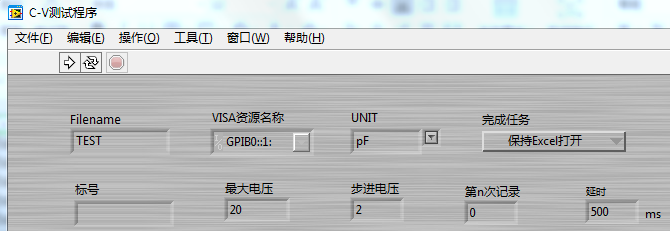 C-V测试程序
文件(F) 编辑(E) 操作(O) 工具(T) 窗口(W) 帮助(H)
Filename VISA资源名称 UNIT 完成任务
TEST GPIB0::1: pF 保持Excel打开
标号 最大电压 步进电压 第n次记录 延时
20 2 0 500 ms